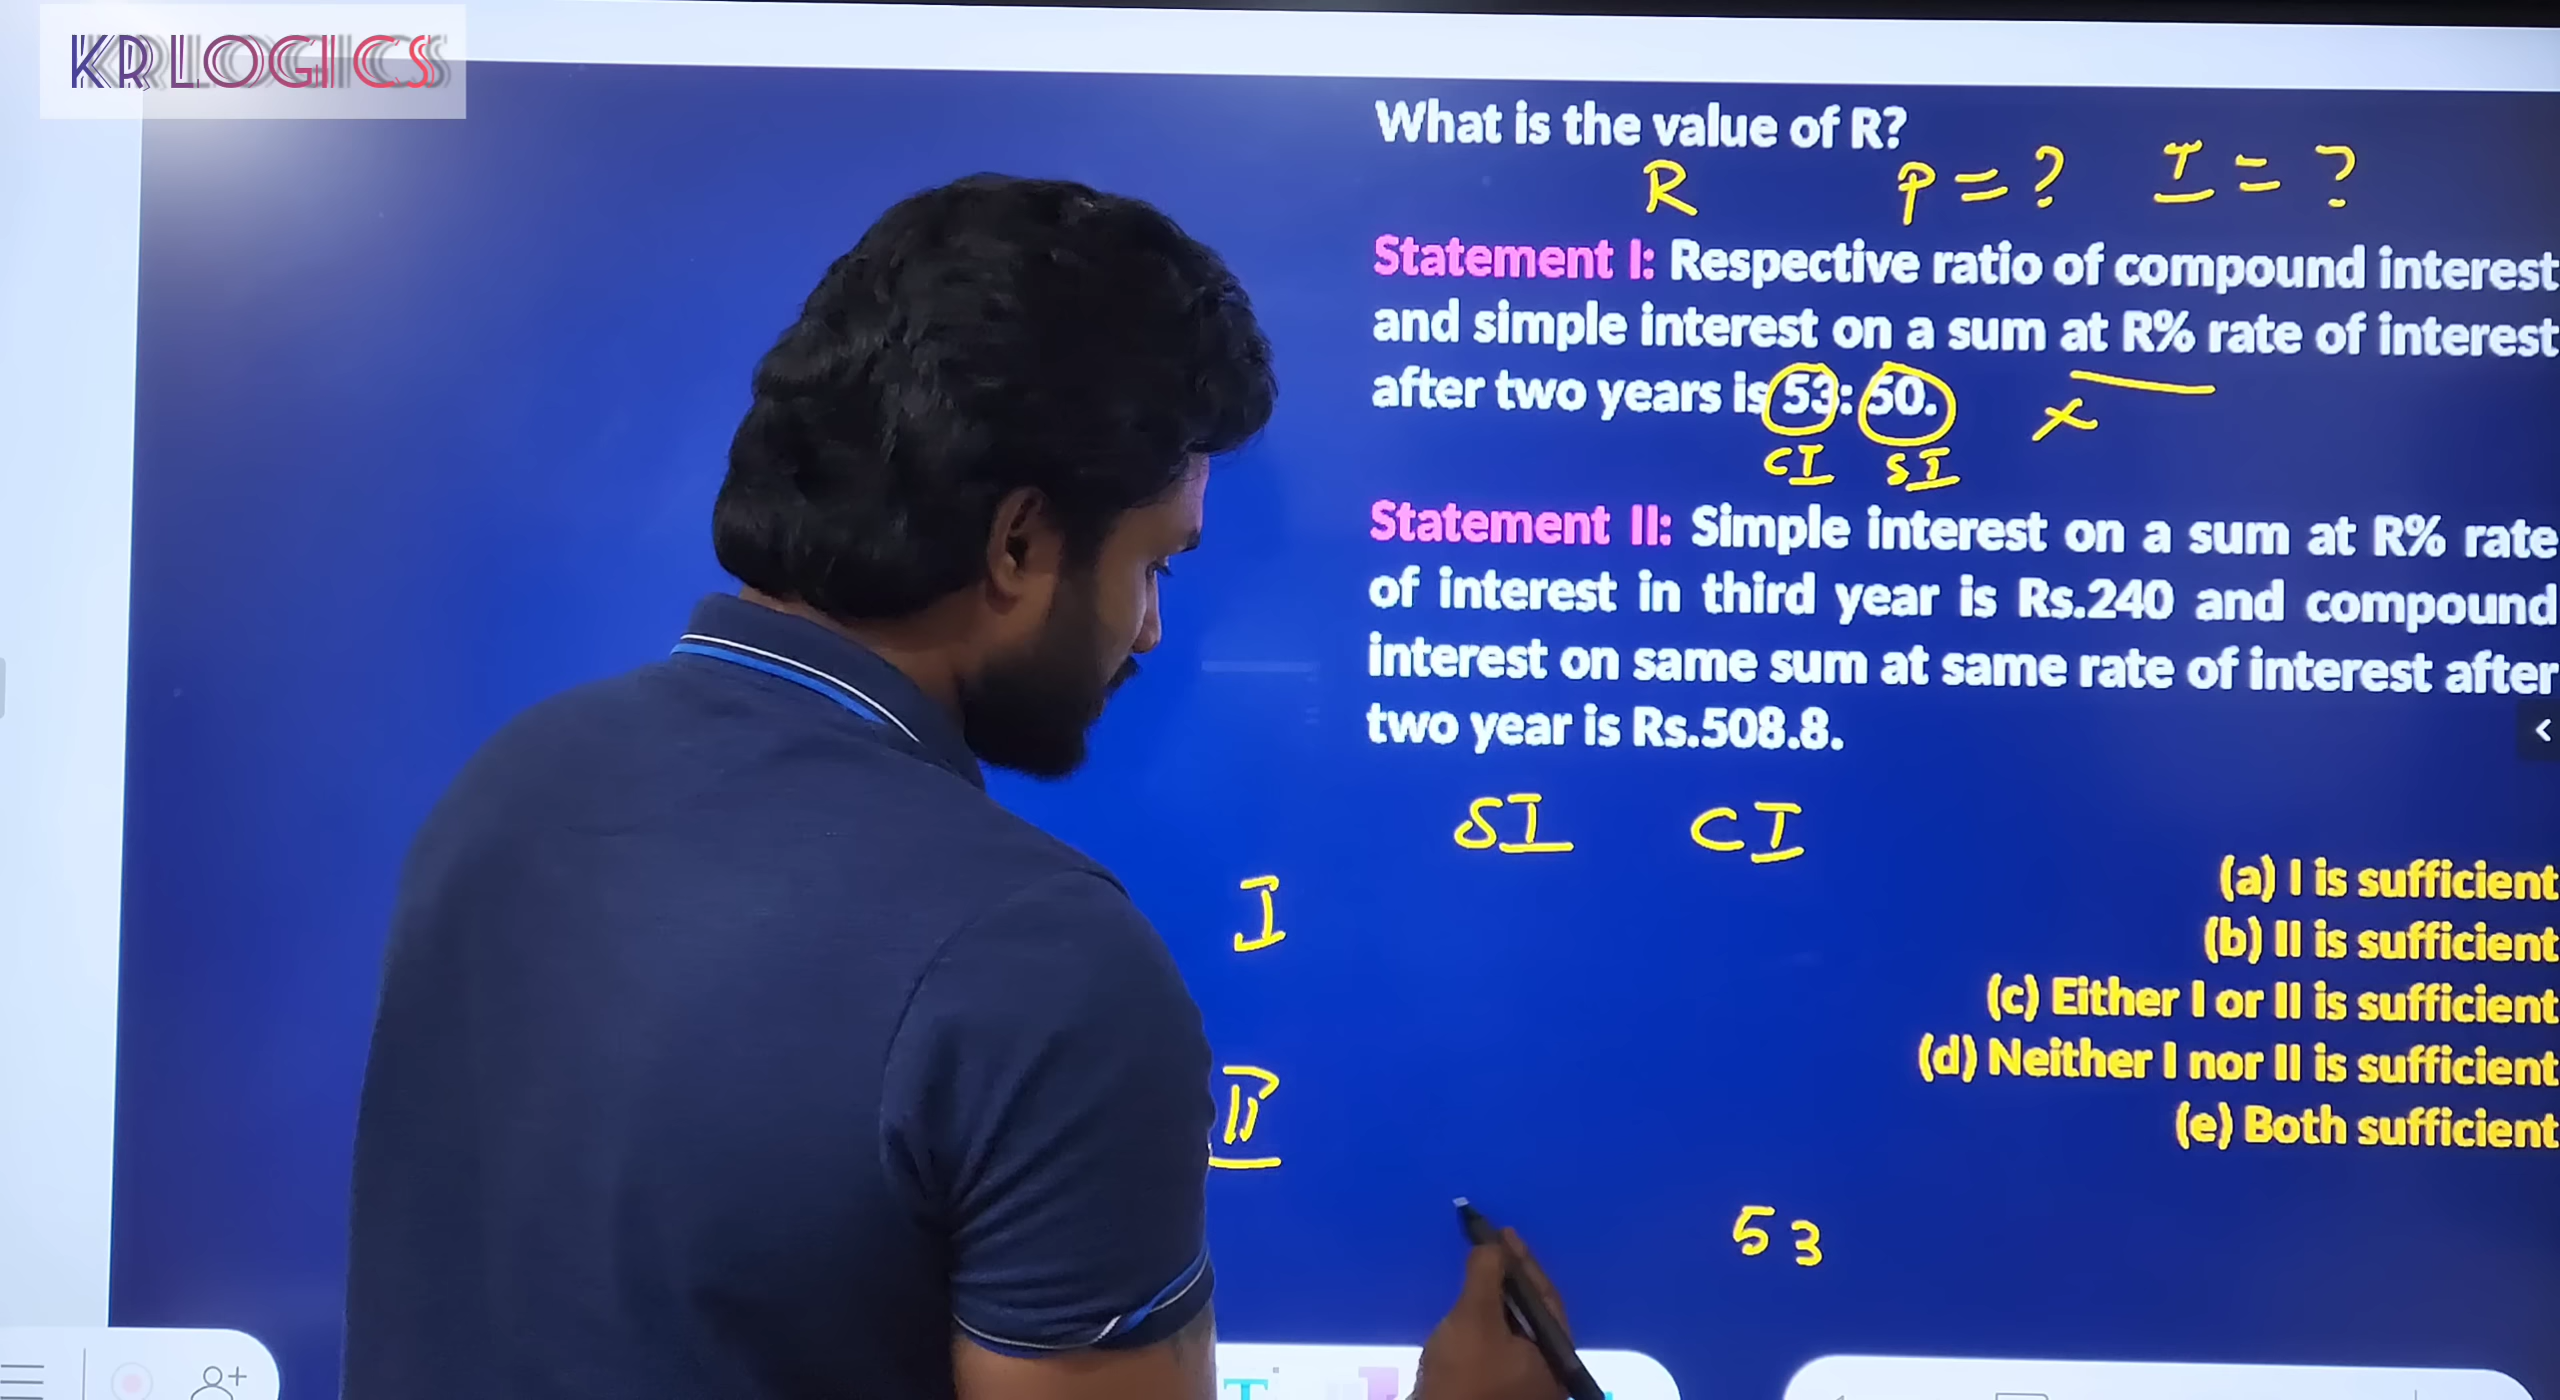 KR LOGICS
What is the value of R?
R P = ? I = ?
Statement I: Respective ratio of compound interest
and simple interest on a sum at R% rate of interest
after two years is 53: 50. x
CI SI
Statement II: Simple interest on a sum at R% rate
of interest in third year is Rs.240 and compound
interest on same sum at same rate of interest after
two year is Rs.508.8.
SI CI
(a) I is sufficient
I
(b) II is sufficient
(c) Either I or II is sufficient
(d) Neither I nor II is sufficient
II
(e) Both sufficient
53